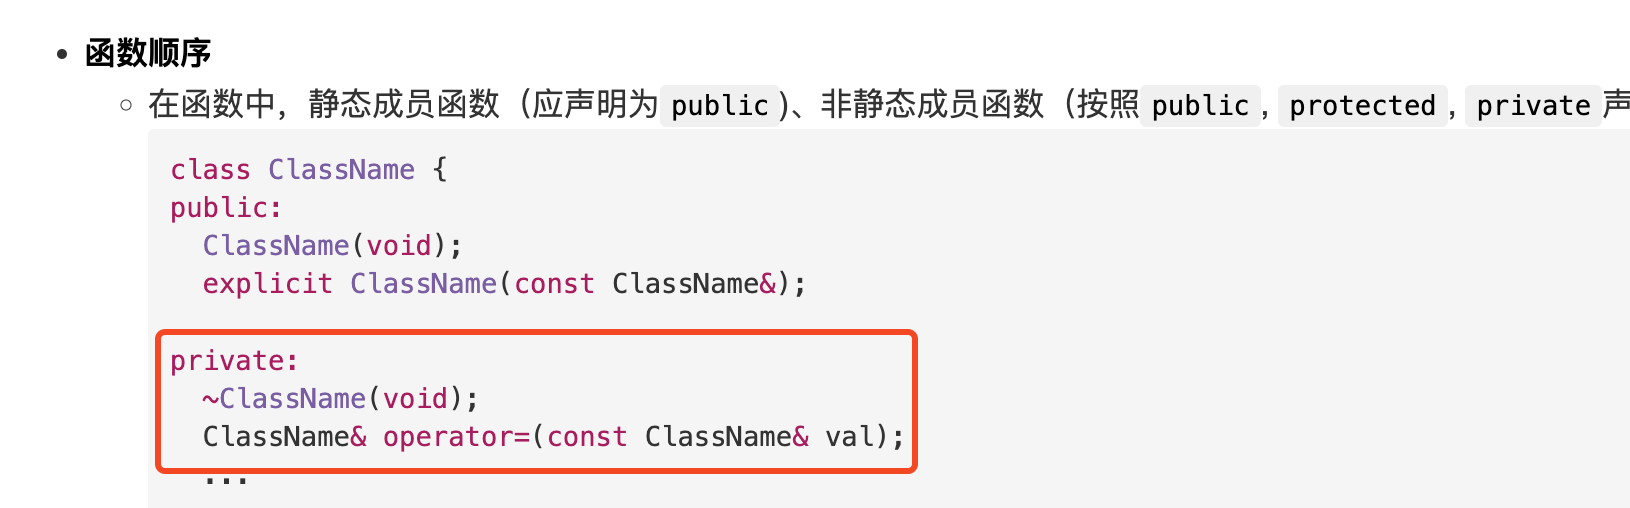 • 函数顺序
○ 在函数中，静态成员函数（应声明为 public)、非静态成员函数（按照 public, protected, private 声
class ClassName {
public:
  ClassName(void);
  explicit ClassName(const ClassName&);
private:
  ~ClassName(void);
  ClassName& operator=(const ClassName& val);
  ...